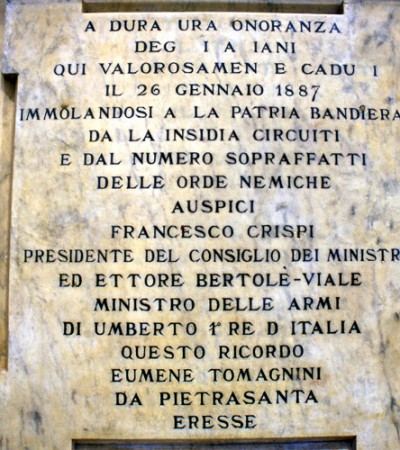 A DURA URA ONORANZA
DEG I A IANI
QUI VALOROSAMEN E CADU I
IL 26 GENNAIO 1887
IMMOLANDOSI A LA PATRIA BANDIERA
DA LA INSIDIA CIRCUITI
E DAL NUMERO SOPRAFFATTI
DELLE ORDE NEMICHE
AUSPICI
FRANCESCO CRISPI
PRESIDENTE DEL CONSIGLIO DEI MINISTR
ED ETTORE BERTOLÈ-VIALE
MINISTRO DELLE ARMI
DI UMBERTO 1º RE D ITALIA
QUESTO RICORDO
EUMENE TOMAGNINI
DA PIETRASANTA
ERESSE